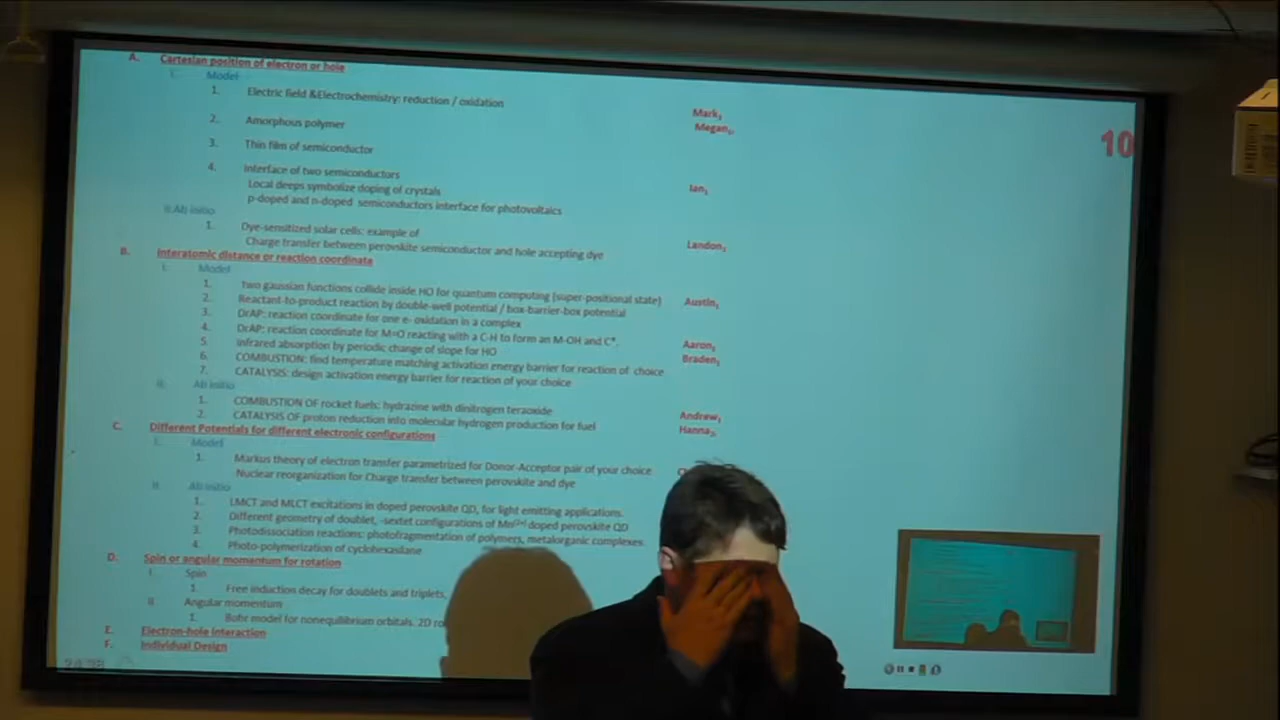 A. Cartesian position of electron or hole
I. Model
1. Electric field &Electrochemistry: reduction / oxidation
Mark,
Megan,
2. Amorphous polymer
10
3. Thin film of semiconductor
4. Interface of two semiconductors
Local deeps symbolize doping of crystals
Ian,
p-doped and n-doped semiconductors interface for photovoltaics
II.Ab initio
1. Dye-sensitized solar cells: example of
Charge transfer between perovskite semiconductor and hole accepting dye
Landon,
B. Interatomic distance or reaction coordinate
I. Model
1. Two gaussian functions collide inside HO for quantum computing (super-positional state)
Austin,
2. Reactant-to-product reaction by double-well potential / box-barrier-box potential
3. DrAP: reaction coordinate for one e- oxidation in a complex
4. DrAP: reaction coordinate for M=O reacting with a C-H to form an M-OH and C*.
Aaron,
5. Infrared absorption by periodic change of slope for HO
Braden,
6. COMBUSTION: find temperature matching activation energy barrier for reaction of choice
7. CATALYSIS: design activation energy barrier for reaction of your choice
II. Ab initio
1. COMBUSTION OF rocket fuels: hydrazine with dinitrogen teraoxide
Andrew,
2. CATALYSIS OF proton reduction into molecular hydrogen production for fuel
Hanna,
C. Different Potentials for different electronic configurations
I. Model
1. Markus theory of electron transfer parametrized for Donor-Acceptor pair of your choice
Nuclear reorganization for Charge transfer between perovskite and dye
II. Ab initio
1. LMCT and MLCT excitations in doped perovskite QD, for light emitting applications.
2. Different geometry of doublet, -sextet configurations of Mn(2+) doped perovskite QD
3. Photodissociation reactions: photofragmentation of polymers, metalorganic complexes.
4. Photo-polymerization of cyclohexasilane
D. Spin or angular momentum for rotation
I. Spin
1. Free induction decay for doublets and triplets,
II Angular momentum
1. Bohr model for nonequilibrium orbitals. 2D ro
E. Electron-hole interaction
F. Individual Design